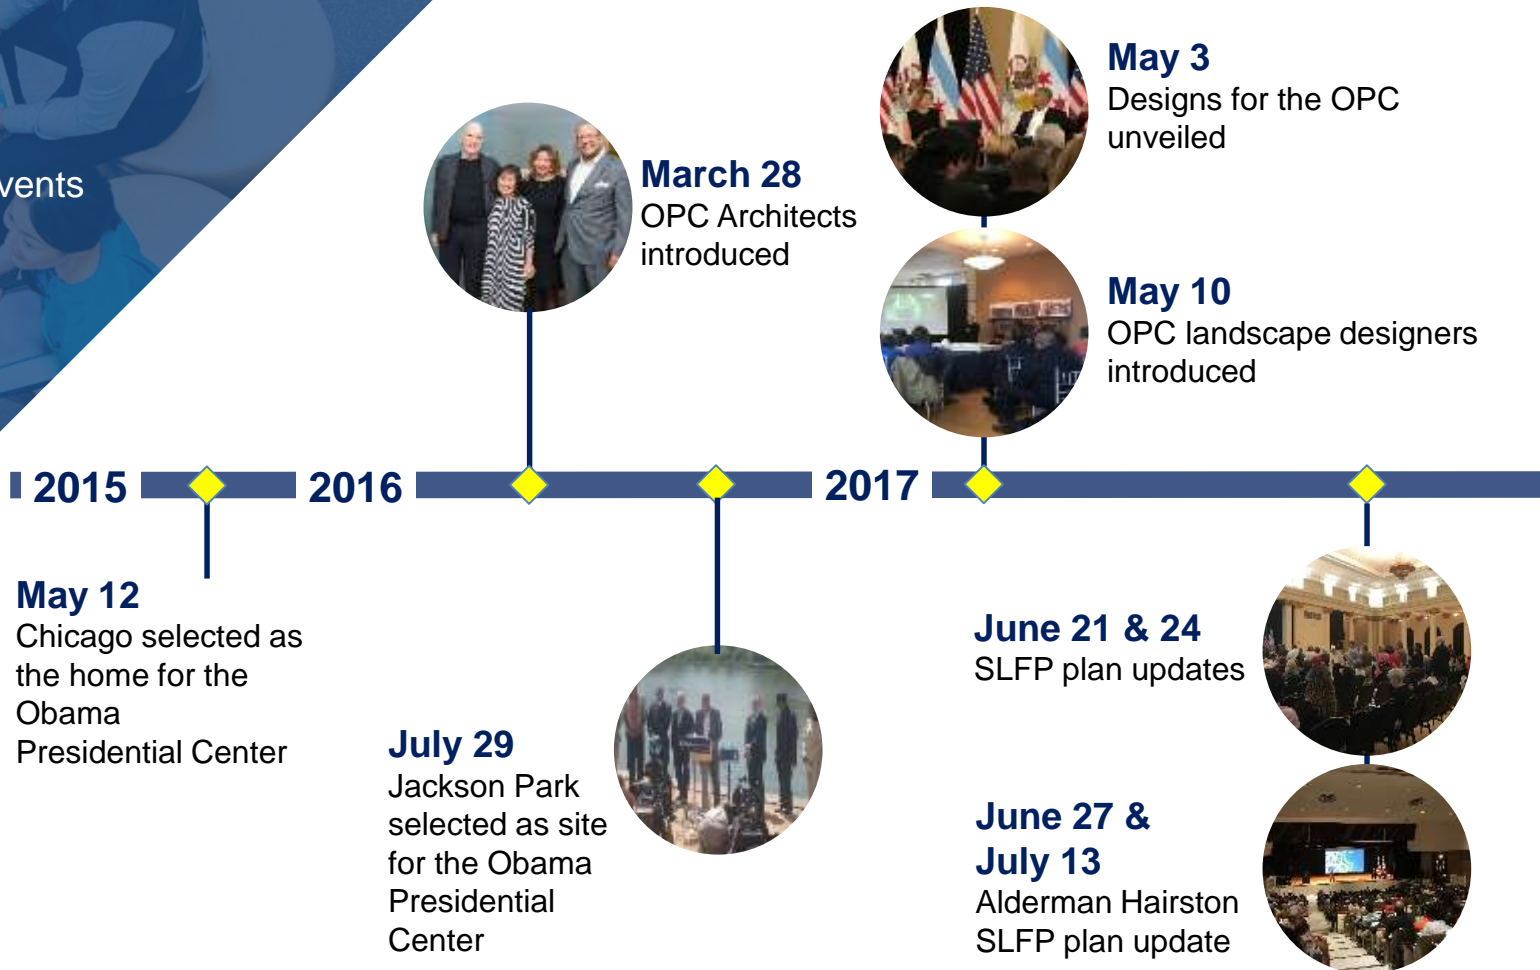 vents
March 28
OPC Architects
introduced
May 3
Designs for the OPC
unveiled
May 10
OPC landscape designers
introduced
2015
2016
2017
May 12
Chicago selected as
the home for the
Obama
Presidential Center
July 29
Jackson Park
selected as site
for the Obama
Presidential
Center
June 21 & 24
SLFP plan updates
June 27 &
July 13
Alderman Hairston
SLFP plan update